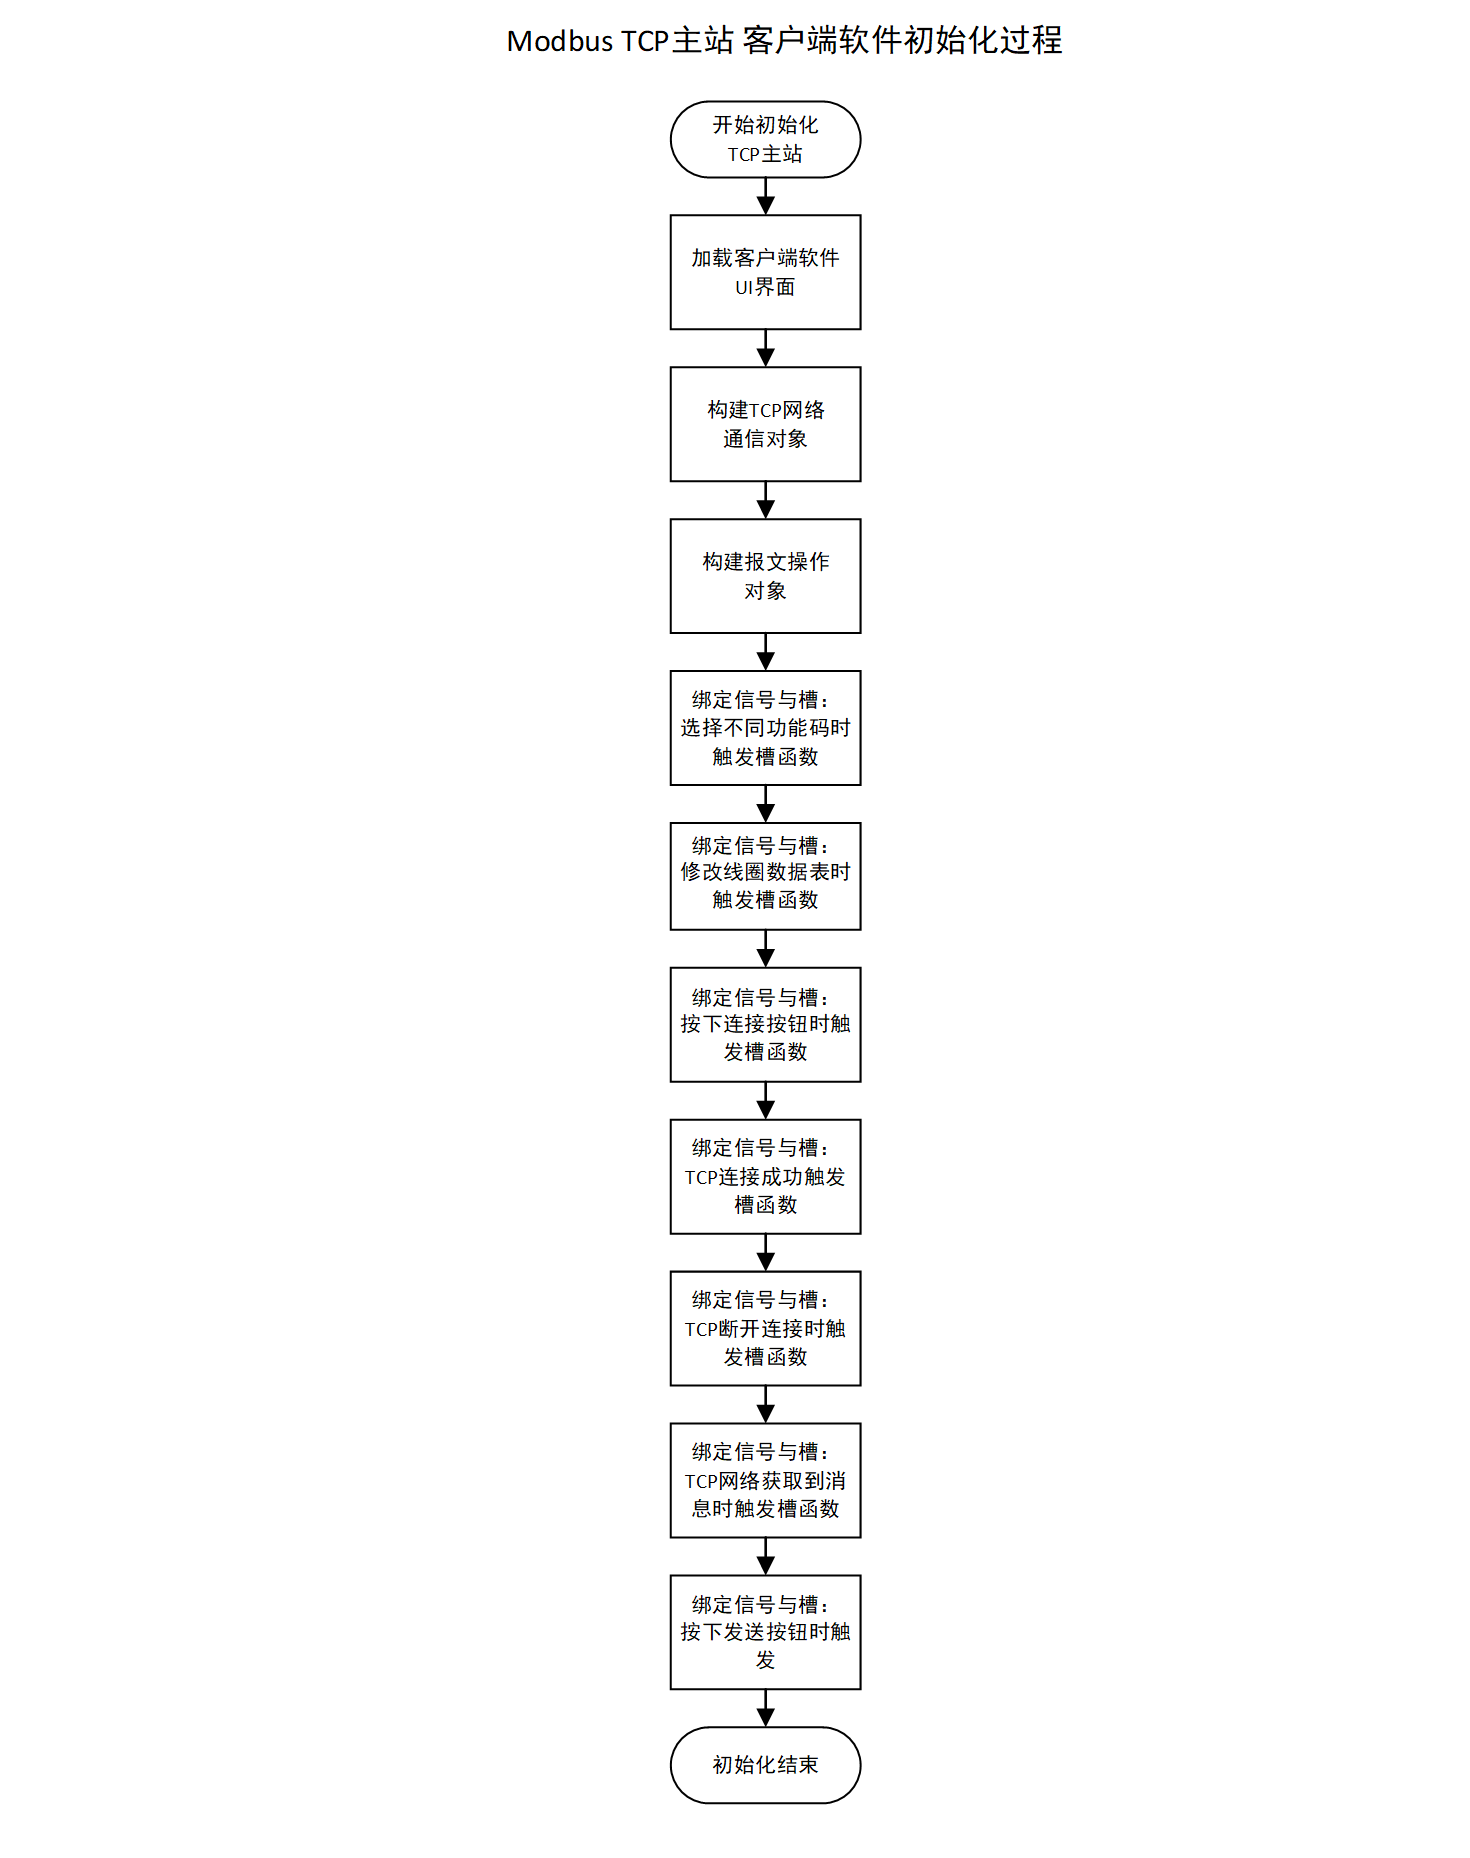 Modbus TCP主站 客户端软件初始化过程
开始初始化
TCP主站
加载客户端软件
UI界面
构建TCP网络
通信对象
构建报文操作
对象
绑定信号与槽：
选择不同功能码时
触发槽函数
绑定信号与槽：
修改线圈数据表时
触发槽函数
绑定信号与槽：
按下连接按钮时触
发槽函数
绑定信号与槽：
TCP连接成功触发
槽函数
绑定信号与槽：
TCP断开连接时触
发槽函数
绑定信号与槽：
TCP网络获取到消
息时触发槽函数
绑定信号与槽：
按下发送按钮时触
发
初始化结束